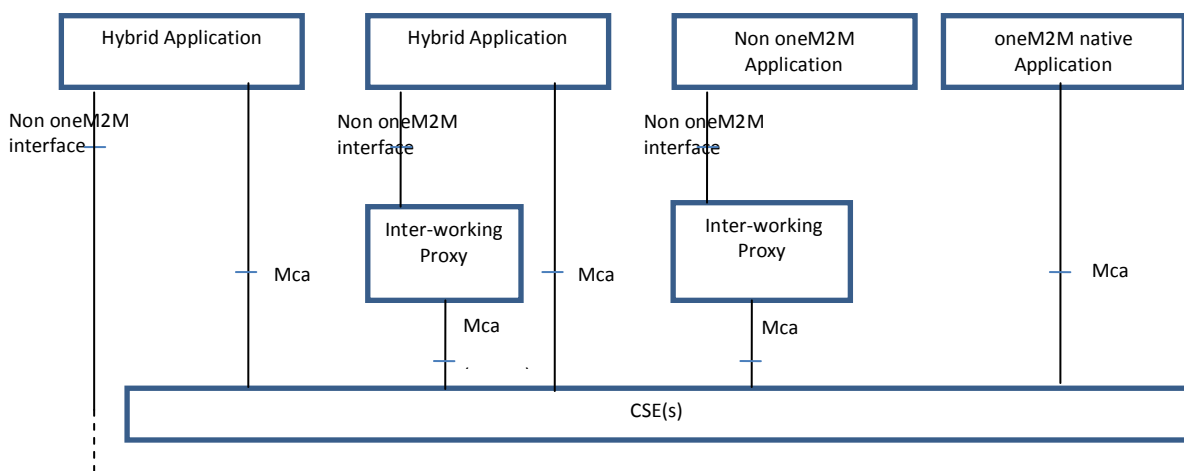 Hybrid Application
Hybrid Application
Non oneM2M
Application
oneM2M native
Application
Non oneM2M
interface
Non oneM2M
interface
Non oneM2M
interface
Inter-working
Proxy
Inter-working
Proxy
Mca
Mca
Mca
Mca
Mca
CSE(s)